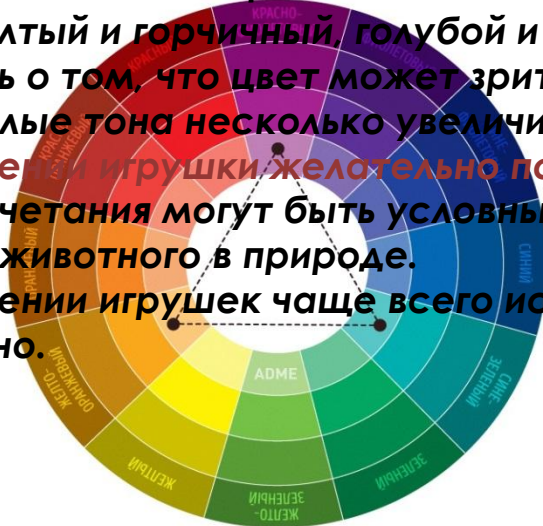 лтый и горчичный, голубой и
ь о том, что цвет может зрит
лые тона несколько увеличи
ении игрушки желательно по
четания могут быть условны
животного в природе.
ении игрушек чаще всего ис
но.
КРАСНО-
СИНИЙ
СИНЕ-
ЗЕЛЕНЫЙ
ЗЕЛЕНЫЙ
ЖЕЛТО-
ЗЕЛЕНЫЙ
ЖЕЛТЫЙ
ЖЕЛТО-
ОРАНЖЕВЫЙ
ADME